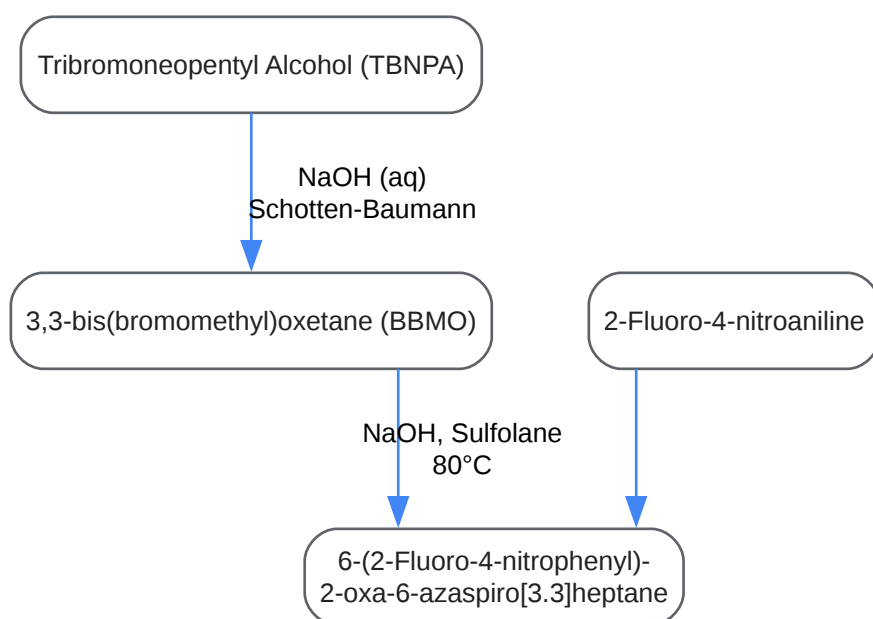 Tribromoneopentyl Alcohol (TBNPA)
NaOH (aq)
Schotten-Baumann
3,3-bis(bromomethyl)oxetane (BBMO)
2-Fluoro-4-nitroaniline
NaOH, Sulfolane
80°C
6-(2-Fluoro-4-nitrophenyl)-
2-oxa-6-azaspiro[3.3]heptane